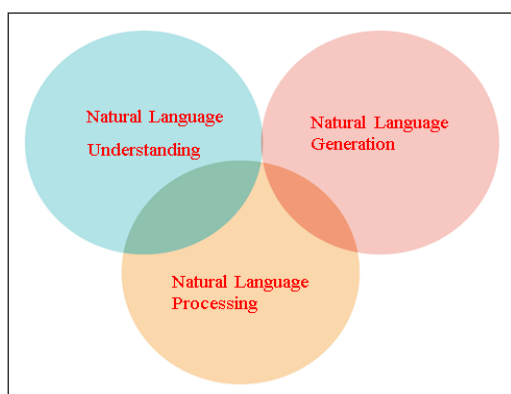 Natural Language
Understanding
Natural Language
Generation
Natural Language
Processing